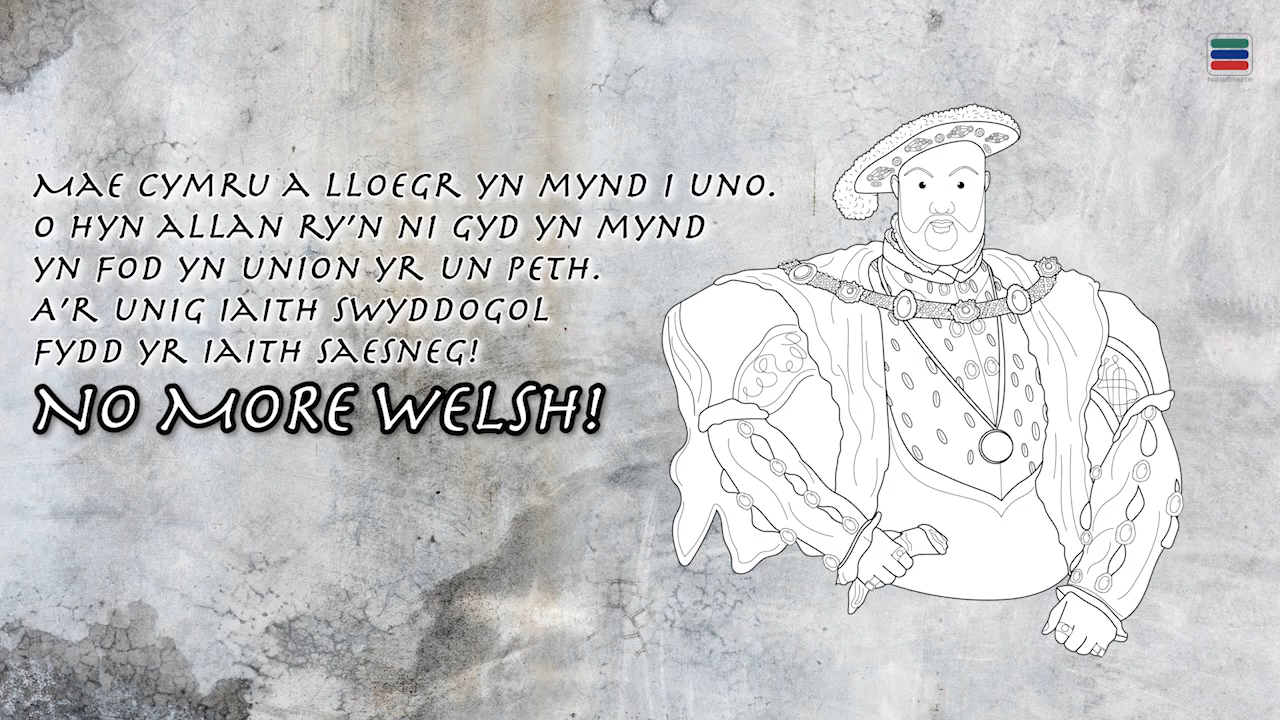 Mae Cymru a Lloegr yn mynd i uno.
O hyn allan ry'n ni gyd yn mynd
yn fod yn union yr un peth.
A'r unig iaith swyddogol
fydd yr iaith Saesneg!
No more Welsh!